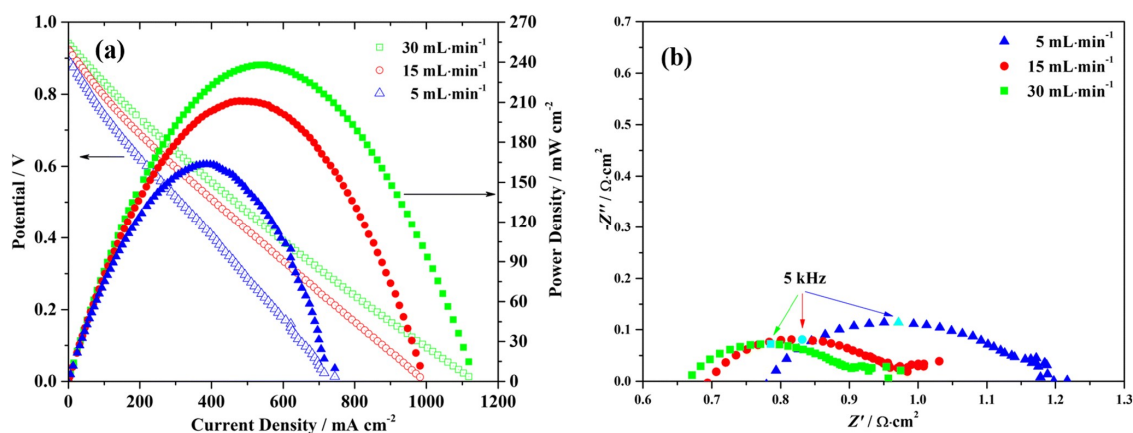 (a)
30 mL·min⁻¹
15 mL·min⁻¹
5 mL·min⁻¹
Potential / V
1.0
0.8
0.6
0.4
0.2
0.0
270
240
210
180
150
120
90
60
30
0
Power Density / mW cm⁻²
0 200 400 600 800 1000 1200
Current Density / mA cm⁻²
(b)
5 mL·min⁻¹
15 mL·min⁻¹
30 mL·min⁻¹
5 kHz
-Z'' / Ω·cm²
0.7
0.6
0.5
0.4
0.3
0.2
0.1
0.0
0.6 0.7 0.8 0.9 1.0 1.1 1.2 1.3
Z' / Ω·cm²